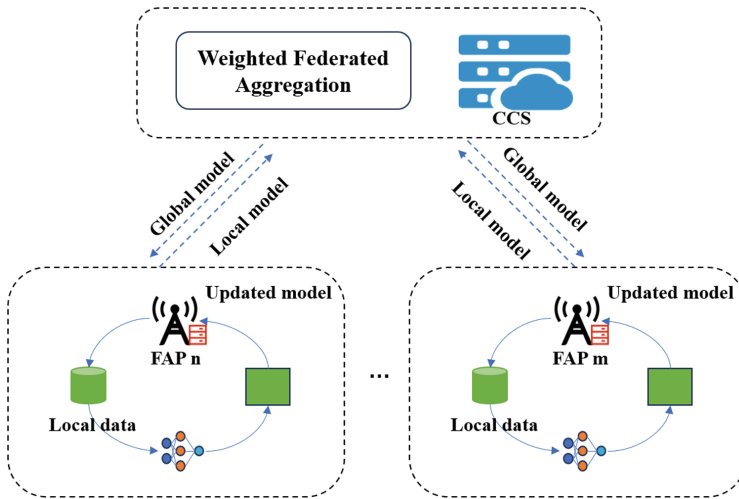 Weighted Federated
Aggregation
CCS
Global model
Local model
Global model
Local model
Updated model
FAP n
Local data
...
Updated model
FAP m
Local data